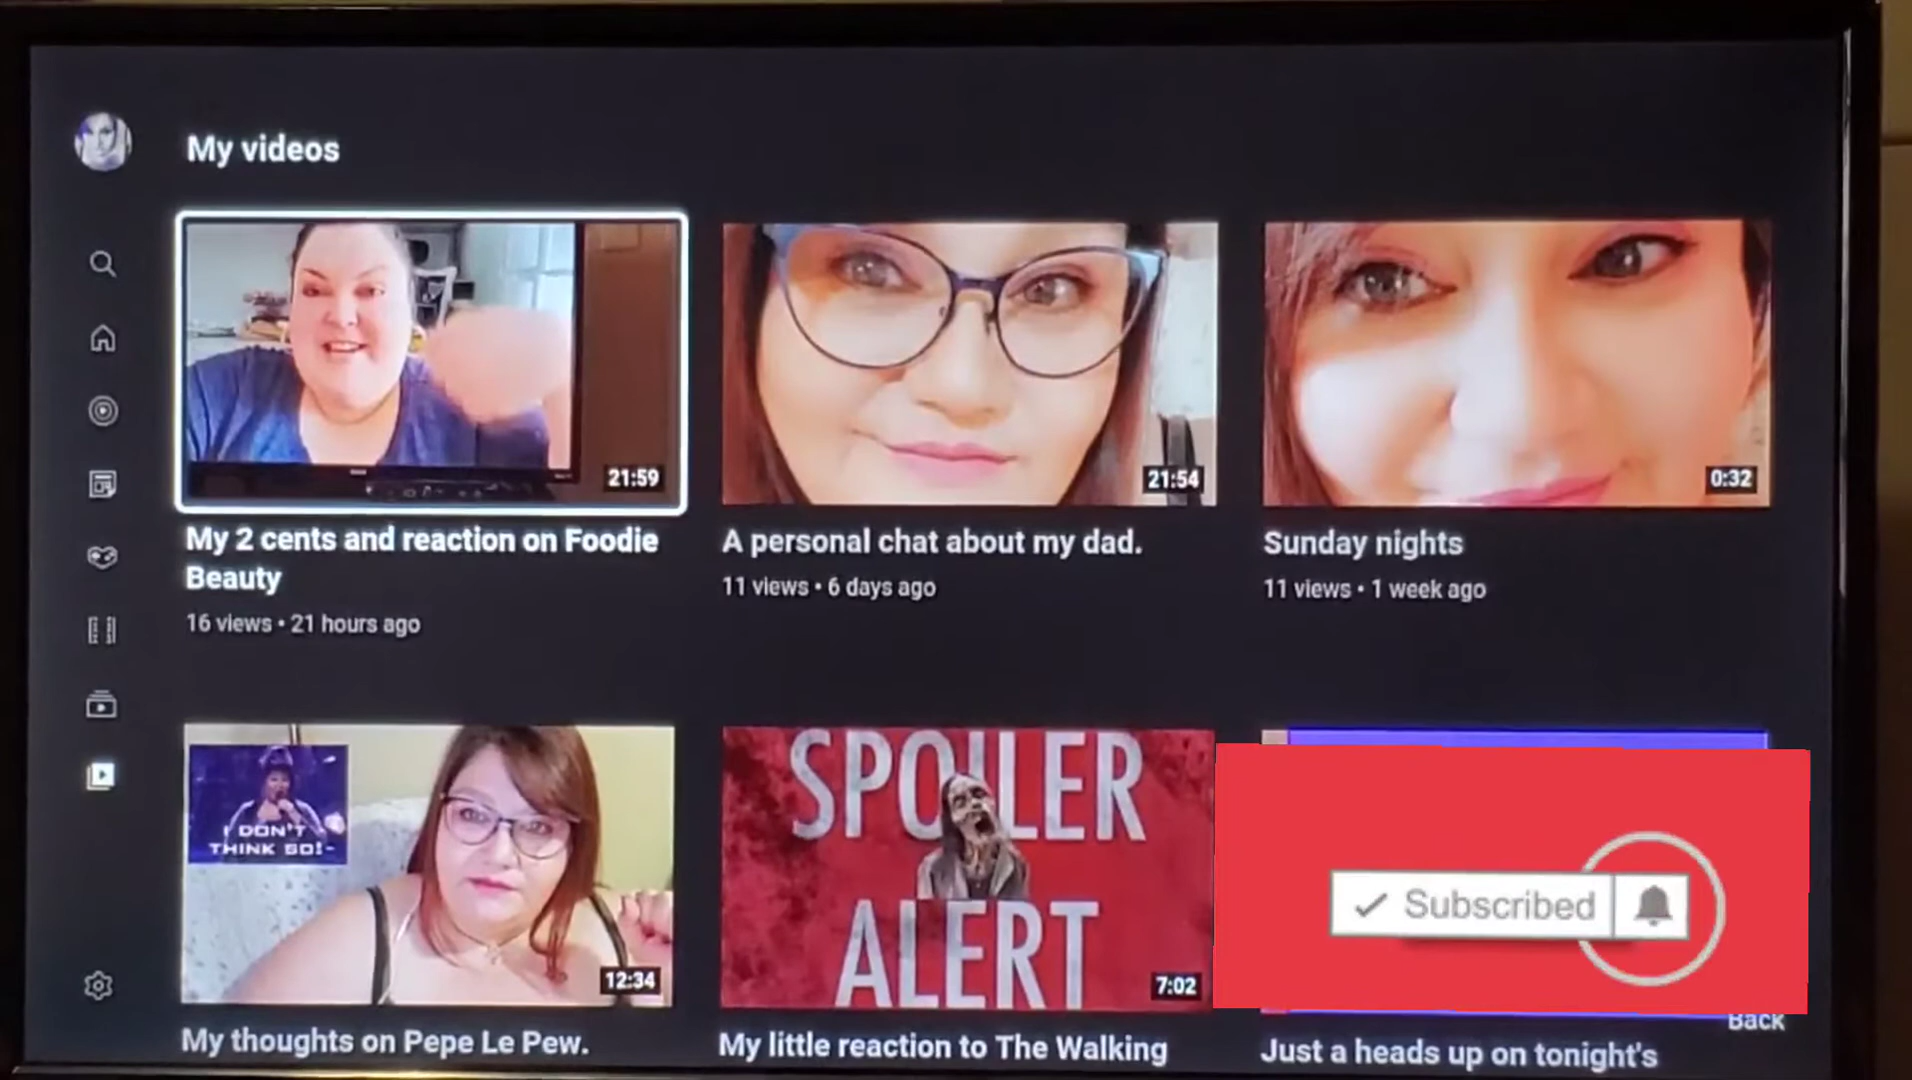 My videos
21:59
21:54
0:32
My 2 cents and reaction on Foodie
Beauty
16 views • 21 hours ago
A personal chat about my dad.
11 views • 6 days ago
Sunday nights
11 views • 1 week ago
I DON'T
THINK SO!-
12:34
SPOILER
ALERT
7:02
Subscribed
Back
My thoughts on Pepe Le Pew.
My little reaction to The Walking
Just a heads up on tonight's